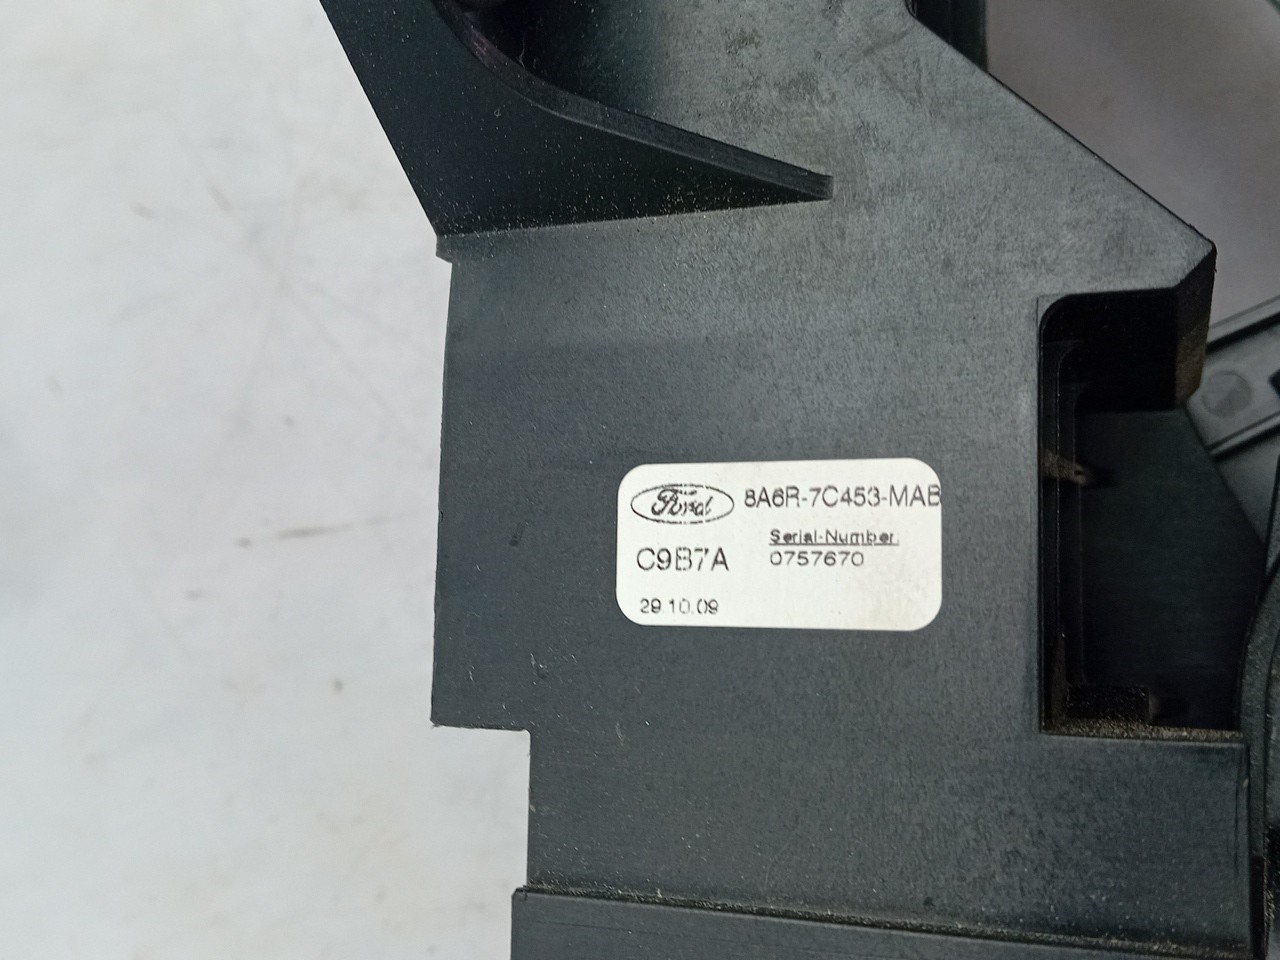 Ford 8A6R-7C453-MAB
Serial-Number.
C9B7A 0757670
29.10.09